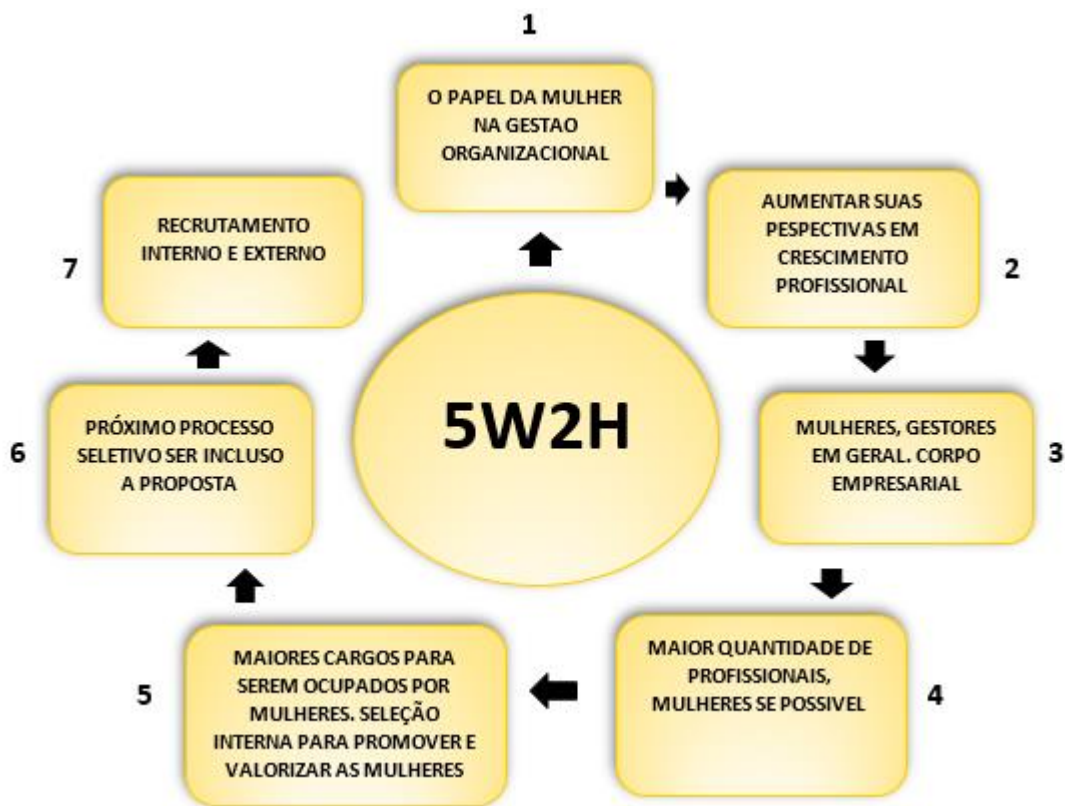 1
O PAPEL DA MULHER
NA GESTAO
ORGANIZACIONAL
AUMENTAR SUAS
PESPECTIVAS EM
CRESCIMENTO
PROFISSIONAL
2
MULHERES, GESTORES
EM GERAL. CORPO
EMPRESARIAL
3
MAIOR QUANTIDADE DE
PROFISSIONAIS,
MULHERES SE POSSIVEL
4
MAIORES CARGOS PARA
SEREM OCUPADOS POR
MULHERES. SELEÇÃO
INTERNA PARA PROMOVER E
VALORIZAR AS MULHERES
5
PRÓXIMO PROCESSO
SELETIVO SER INCLUSO
A PROPOSTA
6
RECRUTAMENTO
INTERNO E EXTERNO
7
5W2H